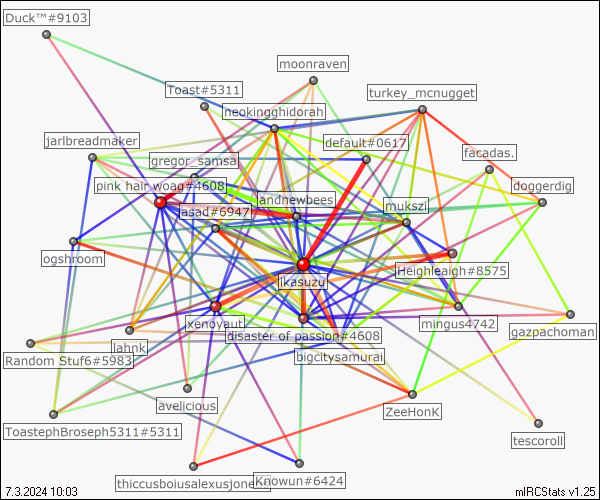 Duck™#9103
moonraven
Toast#5311
turkey_mcnugget
neokingghidorah
default#0617
jarlbreadmaker
facadas.
gregor_samsa
pink hair woag#4608
doggerdig
andnewbees
mukszi
asad#6947
ogshroom
Heighleaigh#8575
ikasuzu
xenoyaut
mingus4742
gazpachoman
disaster of passion#4608
lahnk
bigcitysamurai
Random Stuf6#5983
avelicious
ZeeHonK
ToastephBroseph5311#5311
tescoroll
thiccusboiusalexusjone
Knowun#6424
7.3.2024 10:03
mIRCStats v1.25